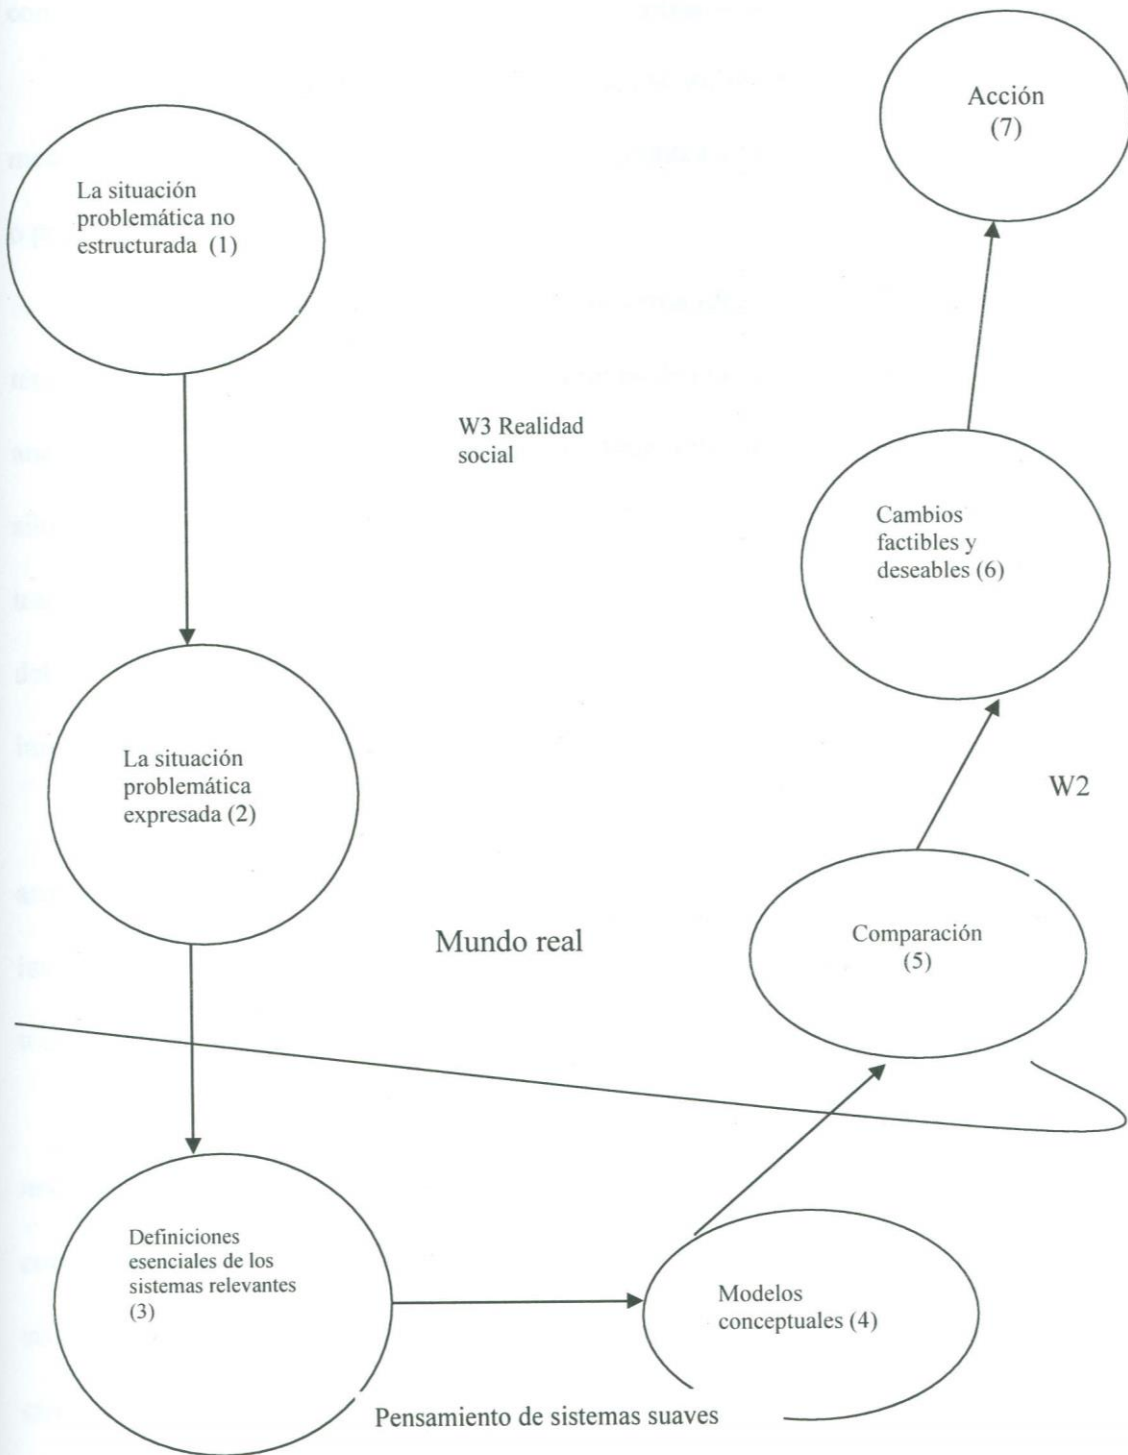 Acción
(7)
La situación
problemática no
estructurada (1)
W3 Realidad
social
Cambios
factibles y
deseables (6)
La situación
problemática
expresada (2)
W2
Mundo real
Comparación
(5)
Definiciones
esenciales de los
sistemas relevantes
(3)
Modelos
conceptuales (4)
Pensamiento de sistemas suaves